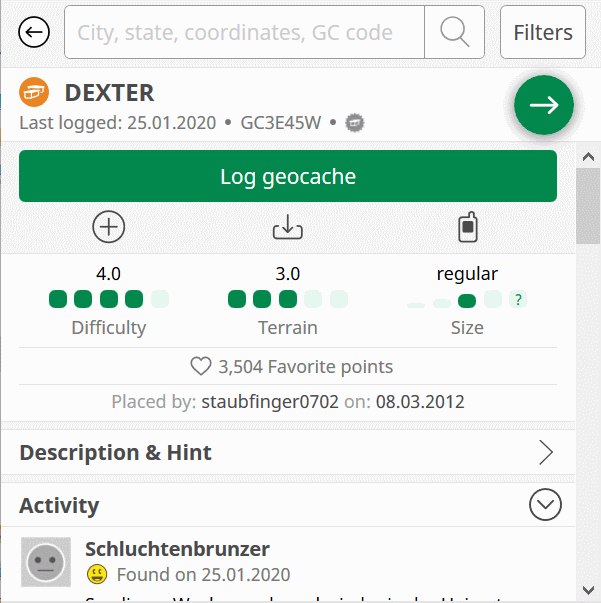 City, state, coordinates, GC code
Filters
DEXTER
Last logged: 25.01.2020 • GC3E45W •
Log geocache
4.0
3.0
regular
?
Difficulty
Terrain
Size
3,504 Favorite points
Placed by: staubfinger0702 on: 08.03.2012
Description & Hint
Activity
Schluchtenbrunzer
Found on 25.01.2020